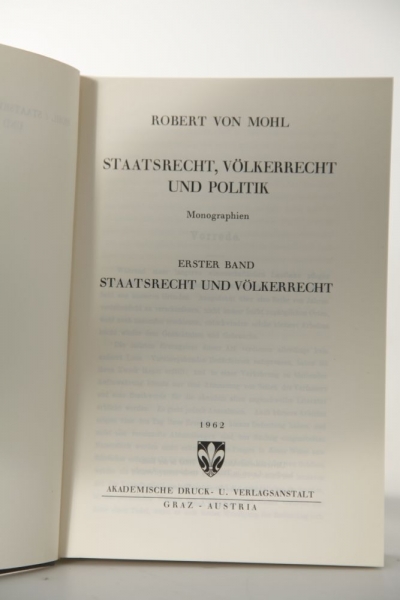 ROBERT VON MOHL
STAATSRECHT, VÖLKERRECHT
UND POLITIK
Monographien
ERSTER BAND
STAATSRECHT UND VÖLKERRECHT
1962
AKADEMISCHE DRUCK- U. VERLAGSANSTALT
GRAZ - AUSTRIA